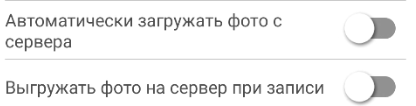 Автоматически загружать фото с
сервера
Выгружать фото на сервер при записи